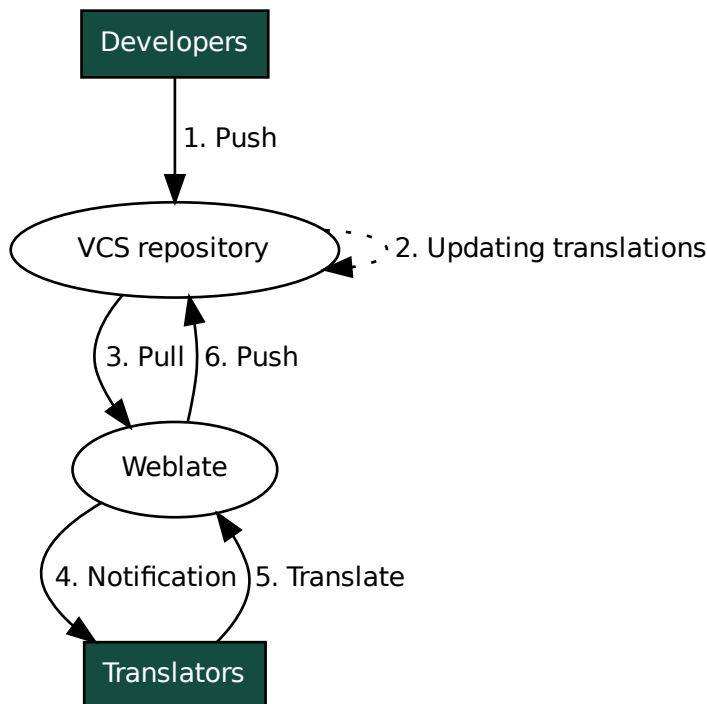 Developers
1. Push
VCS repository
2. Updating translations
3. Pull
6. Push
Weblate
4. Notification
5. Translate
Translators